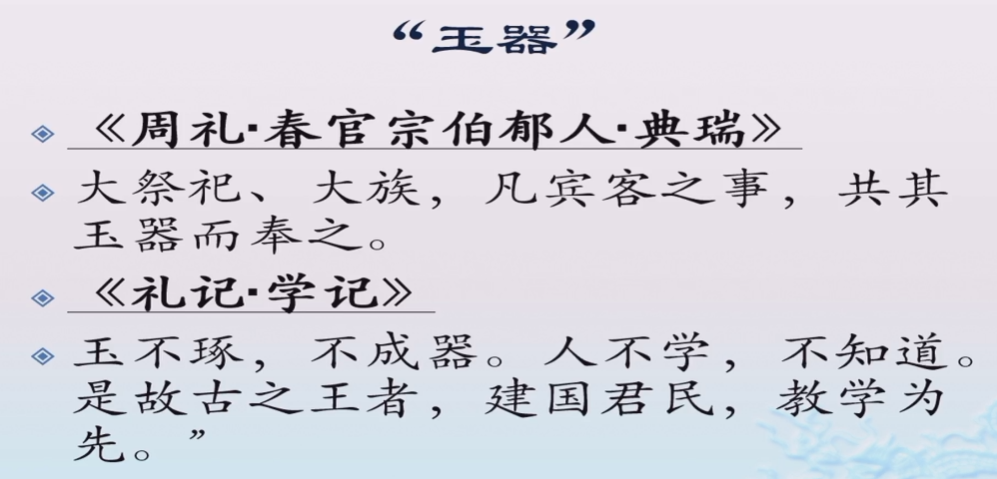 “玉器”
《周礼·春官宗伯郁人·典瑞》
大祭祀、大族，凡宾客之事，共其
玉器而奉之。
《礼记·学记》
玉不琢，不成器。人不学，不知道。
是故古之王者，建国君民，教学为
先。”